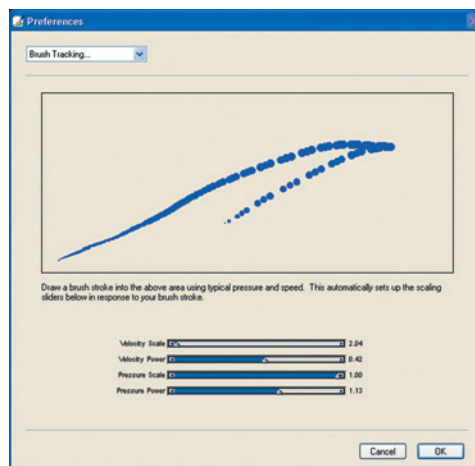 Preferences
Brush Tracking...
Draw a brush stroke into the above area using typical pressure and speed. This automatically sets up the scaling
sliders below in response to your brush stroke.
Velocity Scale 2.04
Velocity Power 0.42
Pressure Scale 1.00
Pressure Power 1.13
Cancel OK